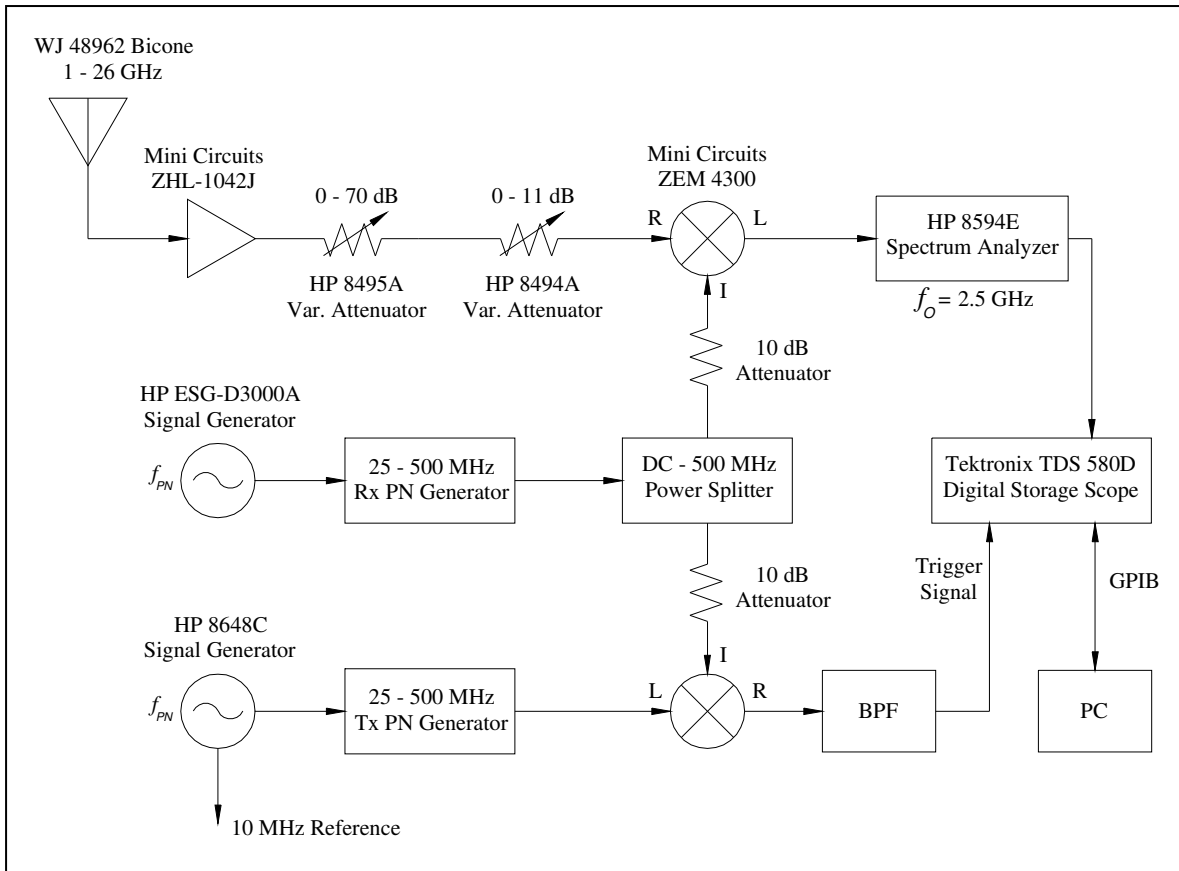 WJ 48962 Bicone
1 - 26 GHz
Mini Circuits
ZHL-1042J
0 - 70 dB
HP 8495A
Var. Attenuator
0 - 11 dB
HP 8494A
Var. Attenuator
Mini Circuits
ZEM 4300
R
L
I
HP 8594E
Spectrum Analyzer
fO = 2.5 GHz
10 dB
Attenuator
HP ESG-D3000A
Signal Generator
fPN
25 - 500 MHz
Rx PN Generator
DC - 500 MHz
Power Splitter
Tektronix TDS 580D
Digital Storage Scope
10 dB
Attenuator
Trigger
Signal
GPIB
HP 8648C
Signal Generator
fPN
25 - 500 MHz
Tx PN Generator
L
I
R
BPF
PC
10 MHz Reference